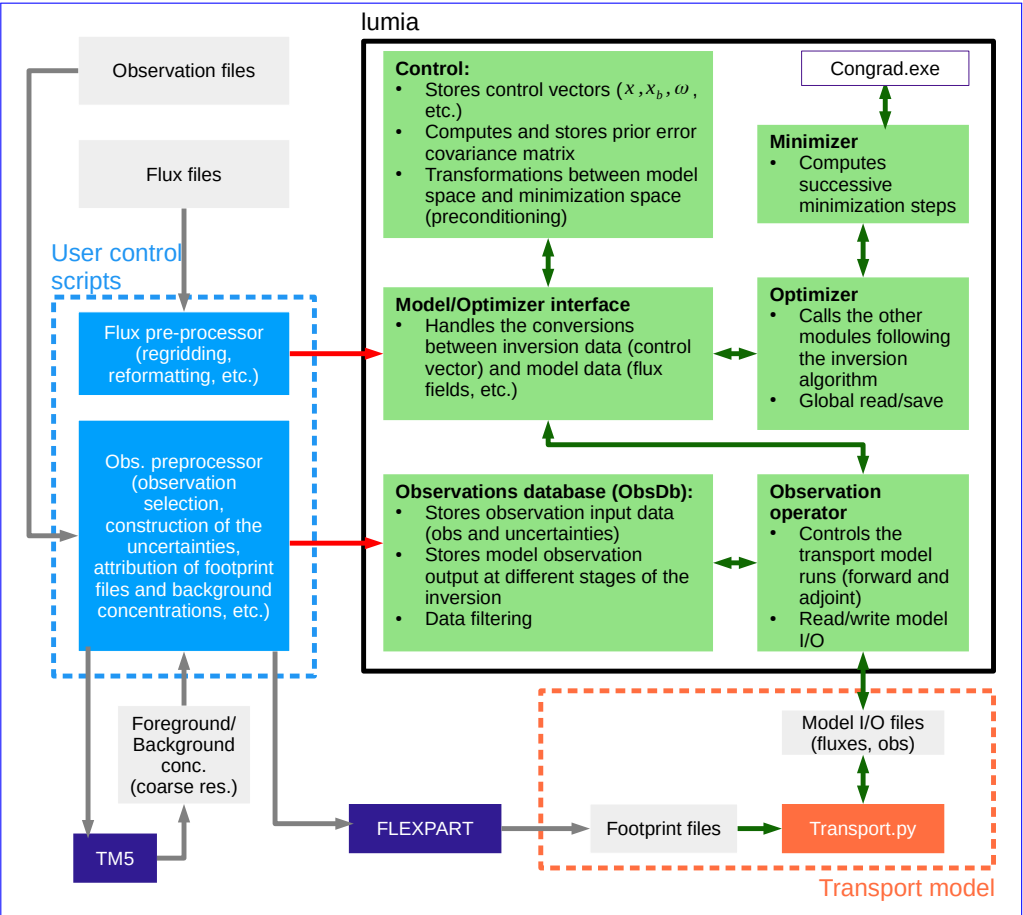 lumia
Observation files
Flux files
User control
scripts
Flux pre-processor
(regridding,
reformatting, etc.)
Obs. preprocessor
(observation
selection,
construction of the
uncertainties,
attribution of footprint
files and background
concentrations, etc.)
Foreground/
Background
conc.
(coarse res.)
TM5
FLEXPART
Control:
• Stores control vectors (x, x_b, ω,
etc.)
• Computes and stores prior error
covariance matrix
• Transformations between model
space and minimization space
(preconditioning)
Congrad.exe
Minimizer
• Computes
successive
minimization steps
Model/Optimizer interface
• Handles the conversions
between inversion data (control
vector) and model data (flux
fields, etc.)
Optimizer
• Calls the other
modules following
the inversion
algorithm
• Global read/save
Observations database (ObsDb):
• Stores observation input data
(obs and uncertainties)
• Stores model observation
output at different stages of the
inversion
• Data filtering
Observation
operator
• Controls the
transport model
runs (forward and
adjoint)
• Read/write model
I/O
Model I/O files
(fluxes, obs)
Footprint files
Transport.py
Transport model